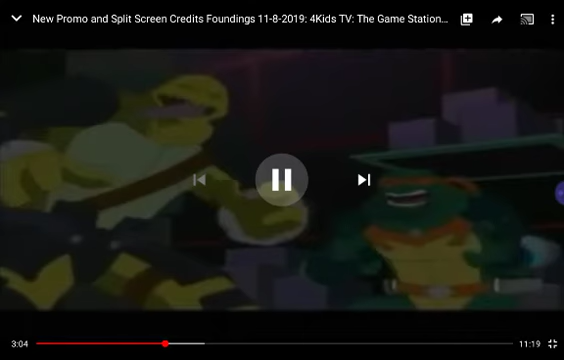 New Promo and Split Screen Credits Foundings 11-8-2019: 4Kids TV: The Game Station...
3:04
11:19